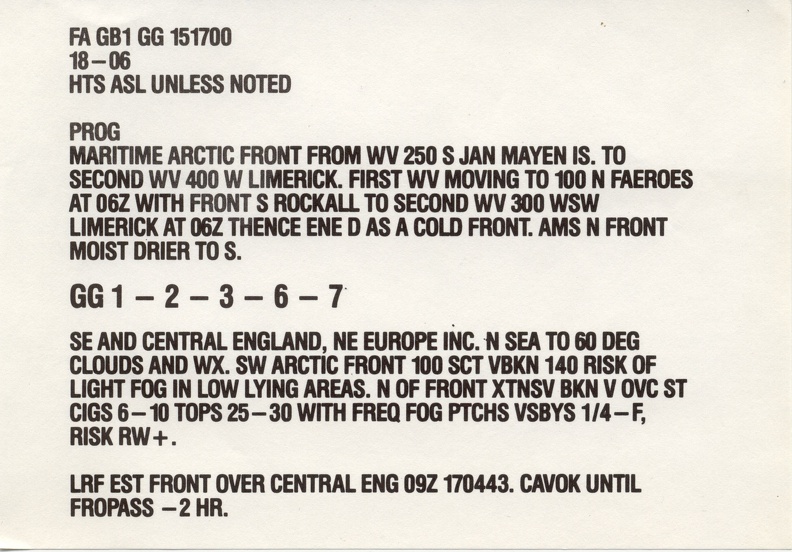 FA GB1 GG 151700
18–06
HTS ASL UNLESS NOTED
PROG
MARITIME ARCTIC FRONT FROM WV 250 S JAN MAYEN IS. TO
SECOND WV 400 W LIMERICK. FIRST WV MOVING TO 100 N FAEROES
AT 06Z WITH FRONT S ROCKALL TO SECOND WV 300 WSW
LIMERICK AT 06Z THENCE ENE D AS A COLD FRONT. AMS N FRONT
MOIST DRIER TO S.
GG 1 – 2 – 3 – 6 – 7
SE AND CENTRAL ENGLAND, NE EUROPE INC. N SEA TO 60 DEG
CLOUDS AND WX. SW ARCTIC FRONT 100 SCT VBKN 140 RISK OF
LIGHT FOG IN LOW LYING AREAS. N OF FRONT XTNSV BKN V OVC ST
CIGS 6–10 TOPS 25–30 WITH FREQ FOG PTCHS VSBYS 1/4–F,
RISK RW+.
LRF EST FRONT OVER CENTRAL ENG 09Z 170443. CAVOK UNTIL
FROPASS –2 HR.